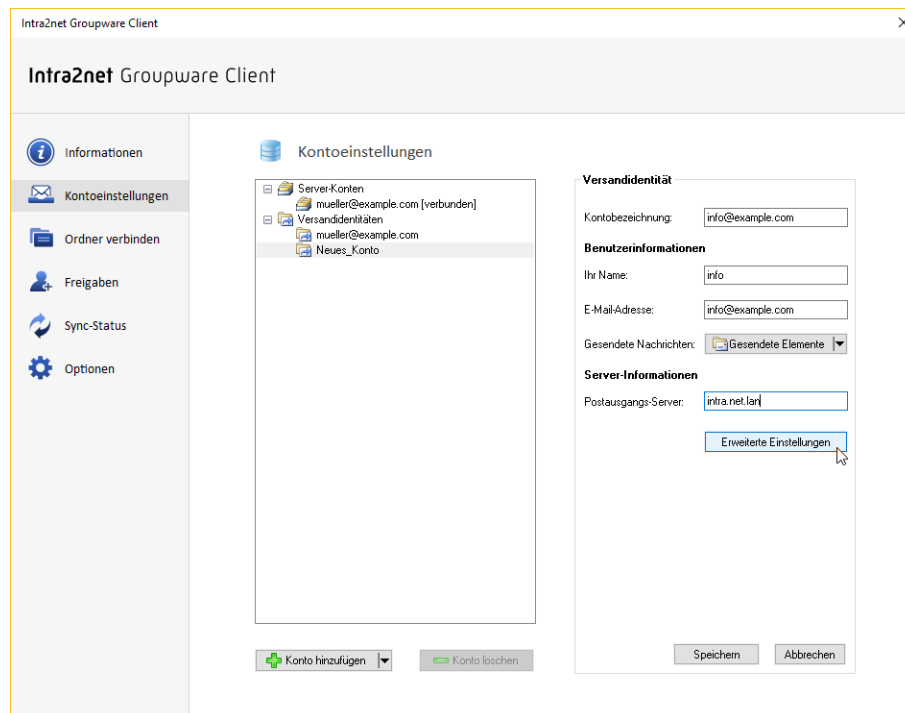 Intra2net Groupware Client
Intra2net Groupware Client
Informationen
Kontoeinstellungen
Ordner verbinden
Freigaben
Sync-Status
Optionen
Kontoeinstellungen
Server-Konten
mueller@example.com [verbunden]
Versandidentitäten
mueller@example.com
Neues_Konto
Konto hinzufügen
Konto löschen
Versandidentität
Kontobezeichnung: info@example.com
Benutzerinformationen
Ihr Name: info
E-Mail-Adresse: info@example.com
Gesendete Nachrichten: Gesendete Elemente
Server-Informationen
Postausgangs-Server: intra.net.lan
Erweiterte Einstellungen
Speichern Abbrechen